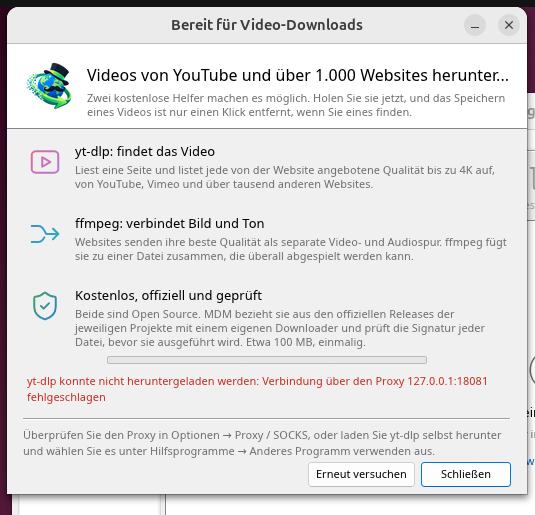 Bereit für Video-Downloads
Videos von YouTube und über 1.000 Websites herunter...
Zwei kostenlose Helfer machen es möglich. Holen Sie sie jetzt, und das Speichern
eines Videos ist nur einen Klick entfernt, wenn Sie eines finden.
yt-dlp: findet das Video
Liest eine Seite und listet jede von der Website angebotene Qualität bis zu 4K auf,
von YouTube, Vimeo und über tausend anderen Websites.
ffmpeg: verbindet Bild und Ton
Websites senden ihre beste Qualität als separate Video- und Audiospur. ffmpeg fügt
sie zu einer Datei zusammen, die überall abgespielt werden kann.
Kostenlos, offiziell und geprüft
Beide sind Open Source. MDM bezieht sie aus den offiziellen Releases der
jeweiligen Projekte mit einem eigenen Downloader und prüft die Signatur jeder
Datei, bevor sie ausgeführt wird. Etwa 100 MB, einmalig.
yt-dlp konnte nicht heruntergeladen werden: Verbindung über den Proxy 127.0.0.1:18081
fehlgeschlagen
Überprüfen Sie den Proxy in Optionen → Proxy / SOCKS, oder laden Sie yt-dlp selbst herunter
und wählen Sie es unter Hilfsprogramme → Anderes Programm verwenden aus.
Erneut versuchen
Schließen